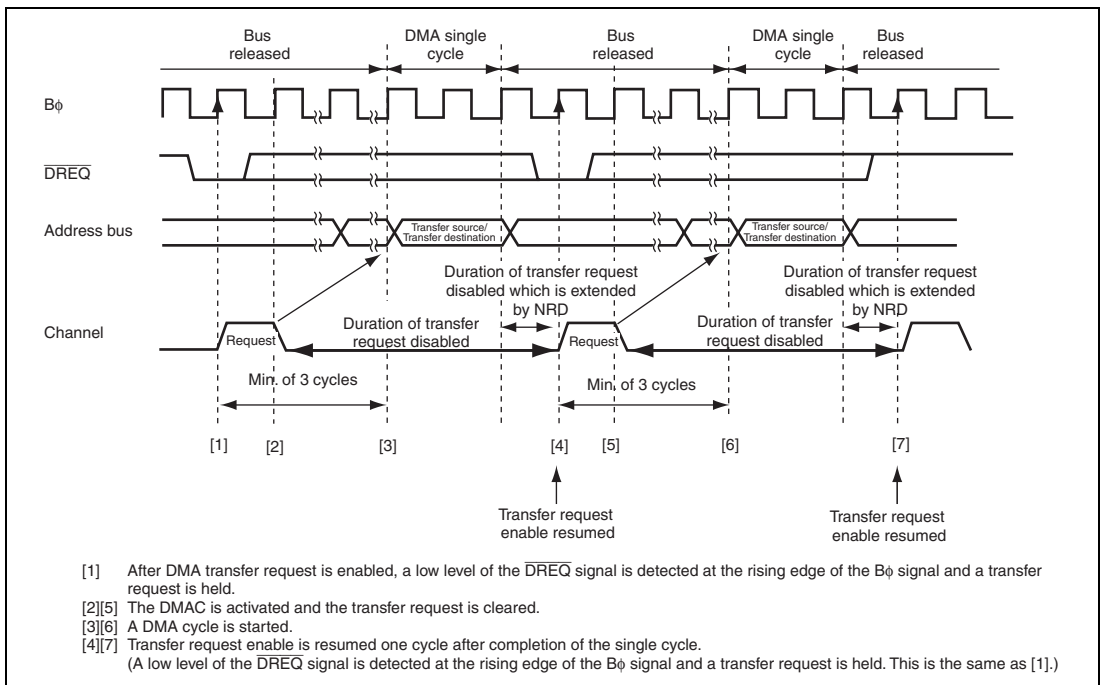 Bus released
DMA single cycle
Bus released
DMA single cycle
Bus released
Bφ
DREQ
Address bus
Transfer source/
Transfer destination
Transfer source/
Transfer destination
Duration of transfer request
disabled which is extended
by NRD
Duration of transfer request
disabled which is extended
by NRD
Channel
Request
Duration of transfer
request disabled
Request
Duration of transfer
request disabled
Min. of 3 cycles
Min. of 3 cycles
[1]
[2]
[3]
[4]
[5]
[6]
[7]
Transfer request
enable resumed
Transfer request
enable resumed
[1] After DMA transfer request is enabled, a low level of the DREQ signal is detected at the rising edge of the Bφ signal and a transfer
request is held.
[2][5] The DMAC is activated and the transfer request is cleared.
[3][6] A DMA cycle is started.
[4][7] Transfer request enable is resumed one cycle after completion of the single cycle.
(A low level of the DREQ signal is detected at the rising edge of the Bφ signal and a transfer request is held. This is the same as [1].)